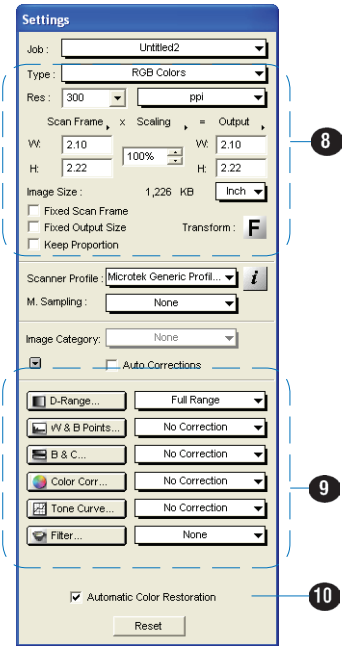 Settings
Job : Untitled2
Type : RGB Colors
Res : 300 ppi
Scan Frame x Scaling = Output
W: 2.10 100% W: 2.10
H: 2.22 H: 2.22
Image Size : 1,226 KB Inch
Fixed Scan Frame
Fixed Output Size Transform : F
Keep Proportion
8
Scanner Profile : Microtek Generic Profil... i
M. Sampling : None
Image Category: None
Auto Corrections
D-Range... Full Range
W & B Points... No Correction
B & C... No Correction
Color Corr... No Correction
9
Tone Curve... No Correction
Filter... None
Automatic Color Restoration 10
Reset